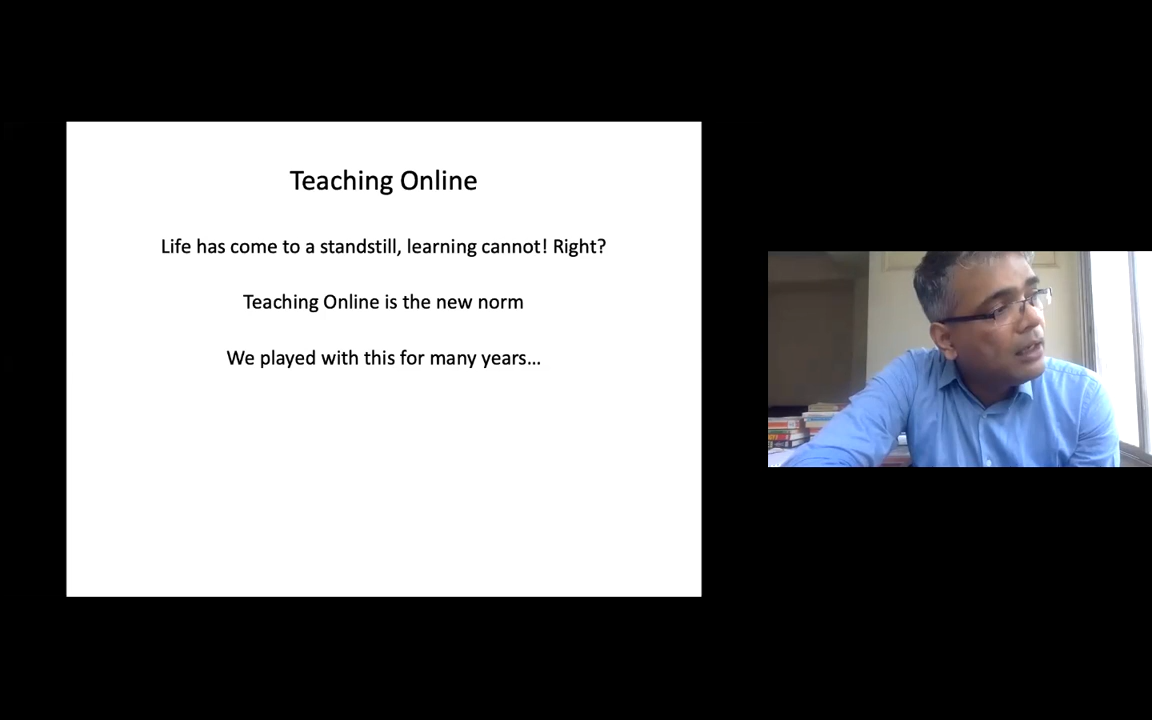 Teaching Online
Life has come to a standstill, learning cannot! Right?
Teaching Online is the new norm
We played with this for many years...